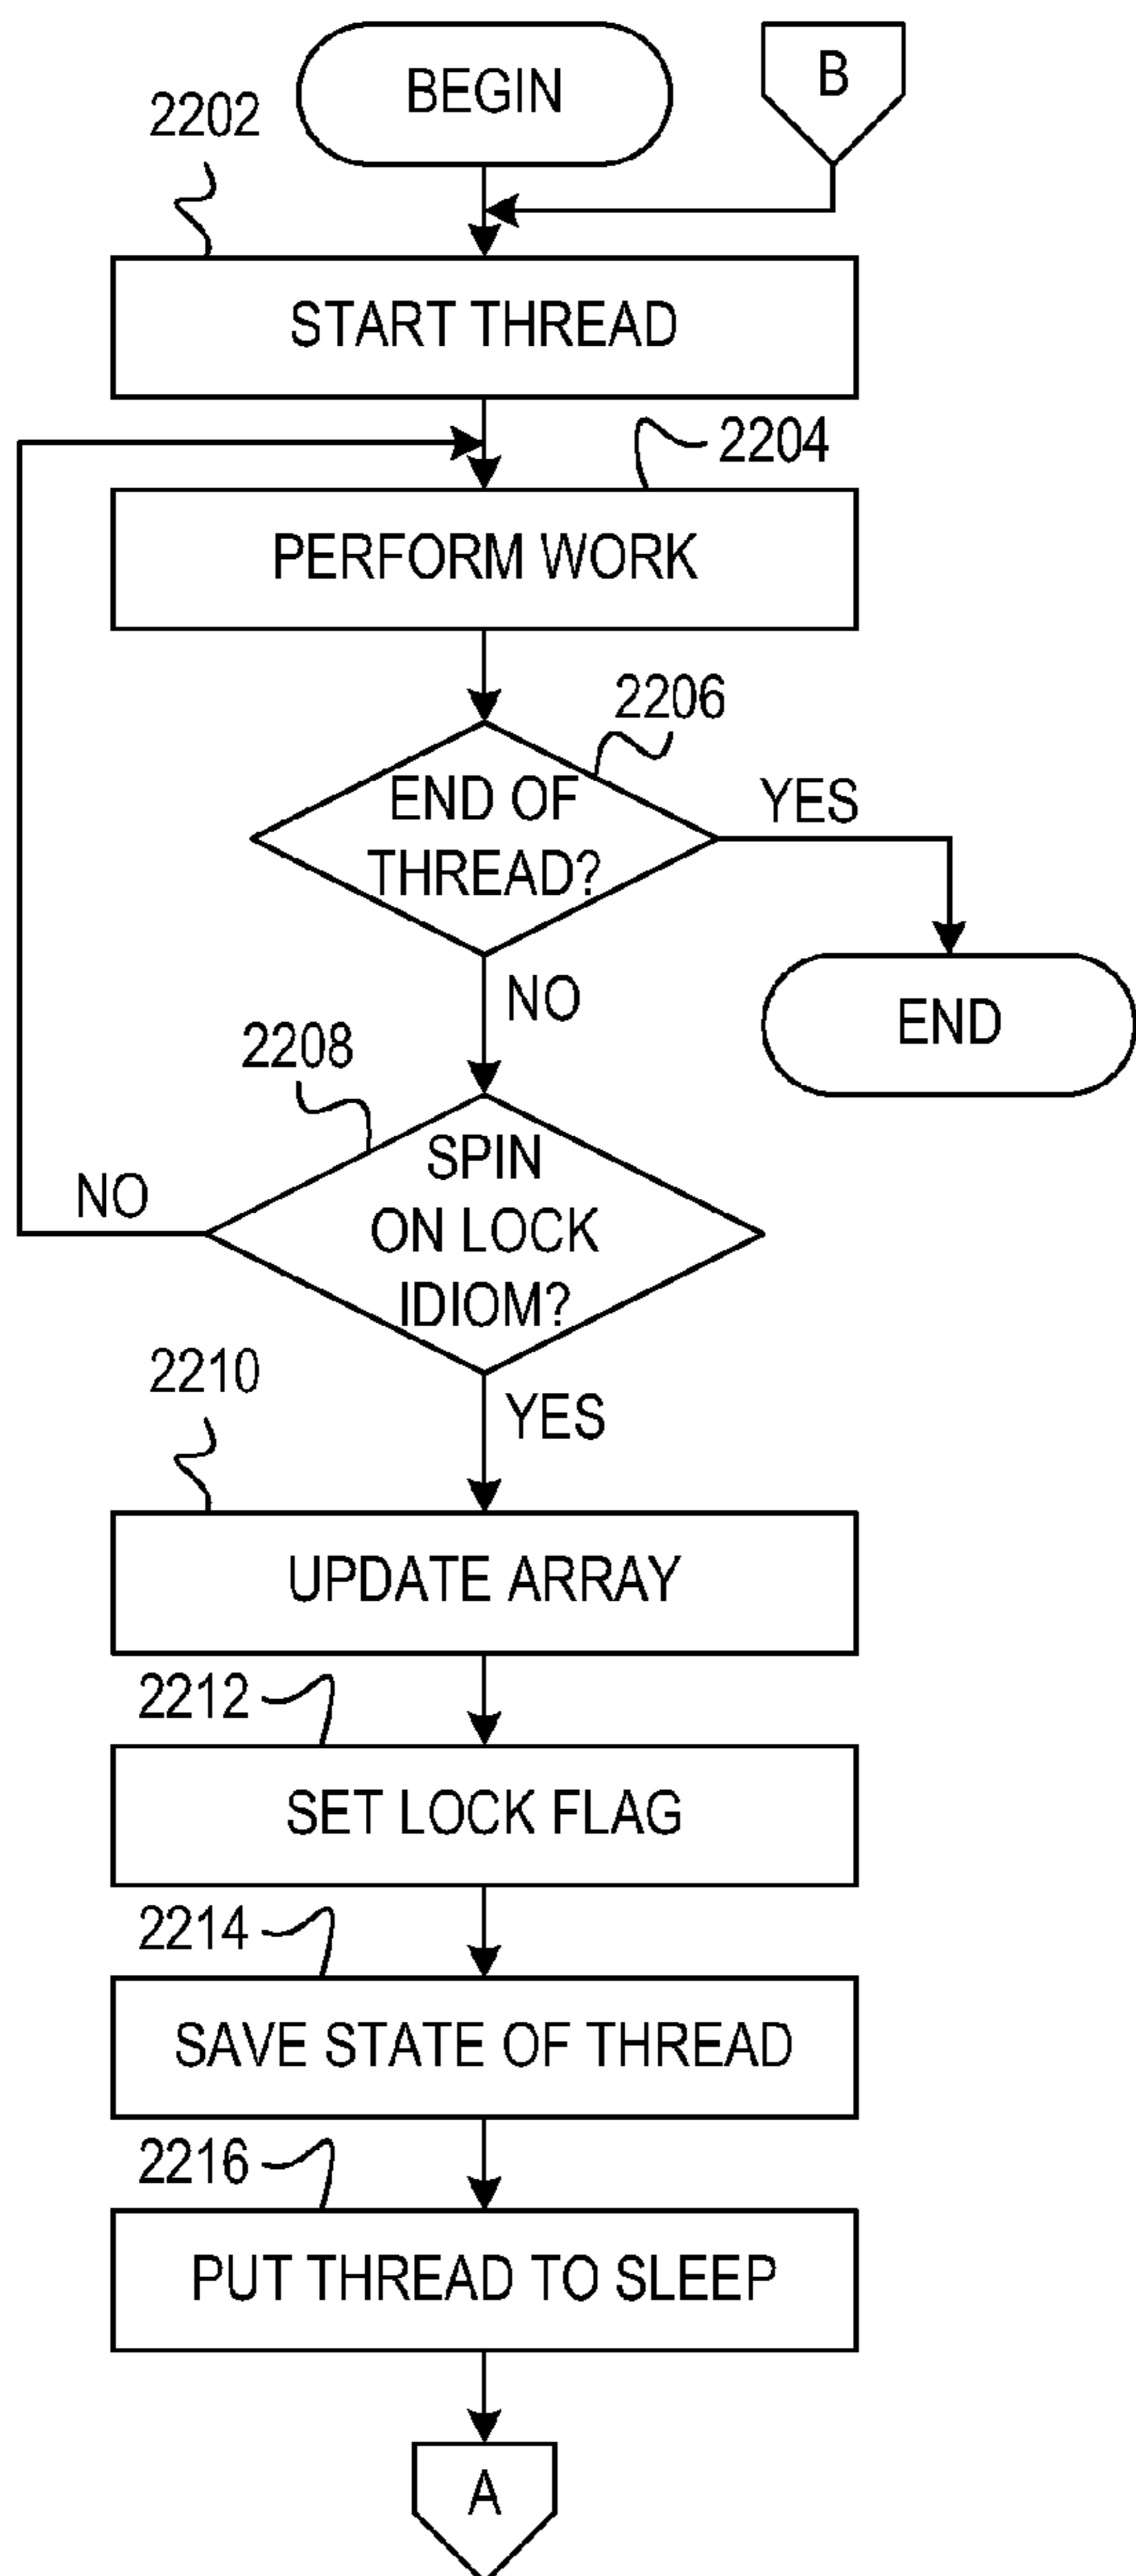 BEGIN
B
2202
START THREAD
2204
PERFORM WORK
2206
END OF
THREAD?
YES
NO
END
2208
SPIN
ON LOCK
IDIOM?
NO
YES
2210
UPDATE ARRAY
2212
SET LOCK FLAG
2214
SAVE STATE OF THREAD
2216
PUT THREAD TO SLEEP
A